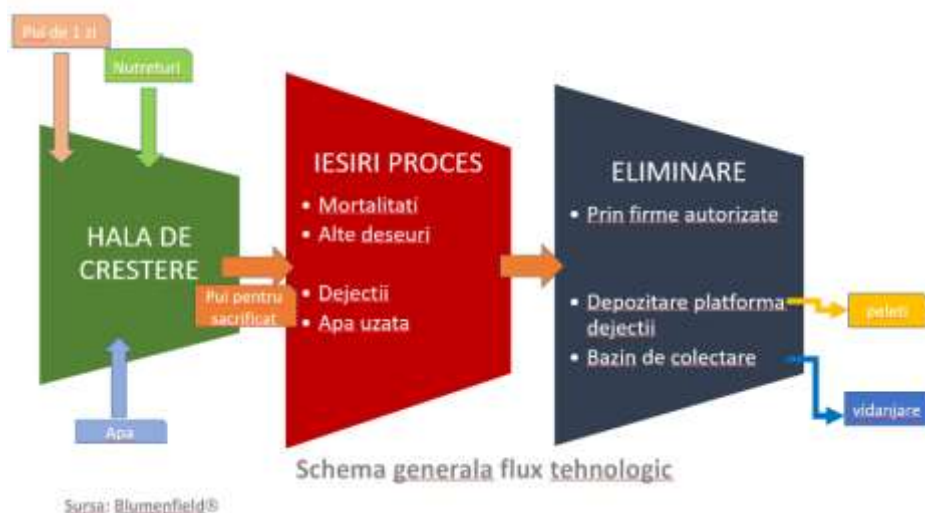 Pui de 1 zi
Nutreturi
HALA DE
CRESTERE
Apa
Pui pentru
sacrificat
IESIRI PROCES
• Mortalitati
• Alte deseuri
• Dejectii
• Apa uzata
ELIMINARE
• Prin firme autorizate
• Depozitare platforma
dejectii
• Bazin de colectare
peleti
vidanjare
Schema generala flux tehnologic
Sursa: Blumenfield®